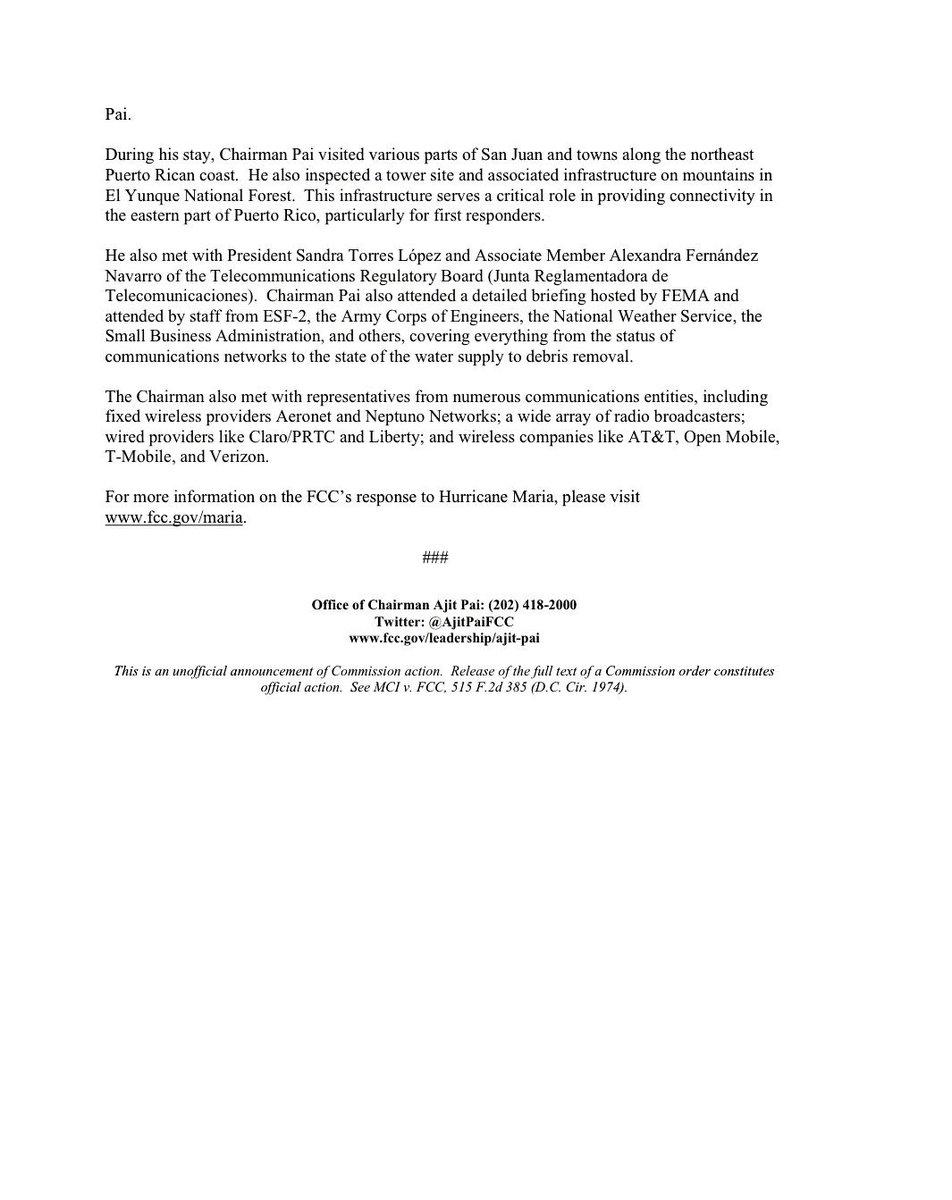 Pai.
During his stay, Chairman Pai visited various parts of San Juan and towns along the northeast
Puerto Rican coast.  He also inspected a tower site and associated infrastructure on mountains in
El Yunque National Forest.  This infrastructure serves a critical role in providing connectivity in
the eastern part of Puerto Rico, particularly for first responders.
He also met with President Sandra Torres López and Associate Member Alexandra Fernández
Navarro of the Telecommunications Regulatory Board (Junta Reglamentadora de
Telecomunicaciones).  Chairman Pai also attended a detailed briefing hosted by FEMA and
attended by staff from ESF-2, the Army Corps of Engineers, the National Weather Service, the
Small Business Administration, and others, covering everything from the status of
communications networks to the state of the water supply to debris removal.
The Chairman also met with representatives from numerous communications entities, including
fixed wireless providers Aeronet and Neptuno Networks; a wide array of radio broadcasters;
wired providers like Claro/PRTC and Liberty; and wireless companies like AT&T, Open Mobile,
T-Mobile, and Verizon.
For more information on the FCC’s response to Hurricane Maria, please visit
www.fcc.gov/maria.
###
Office of Chairman Ajit Pai: (202) 418-2000
Twitter: @AjitPaiFCC
www.fcc.gov/leadership/ajit-pai
This is an unofficial announcement of Commission action.  Release of the full text of a Commission order constitutes
official action.  See MCI v. FCC, 515 F.2d 385 (D.C. Cir. 1974).